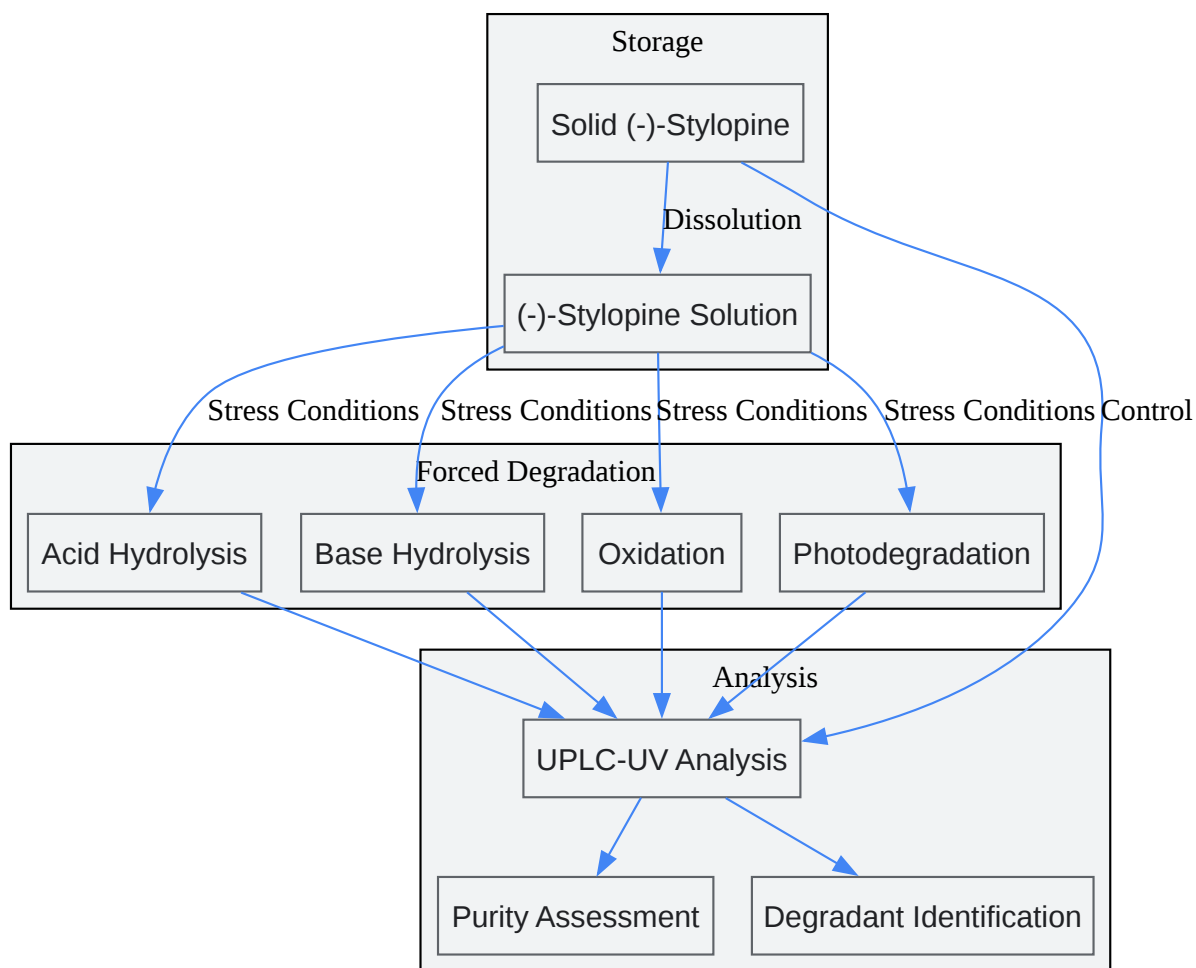 Storage
Solid (-)-Stylopine
Dissolution
(-)-Stylopine Solution
Stress Conditions
Stress Conditions
Stress Conditions
Stress Conditions
Control
Forced Degradation
Acid Hydrolysis
Base Hydrolysis
Oxidation
Photodegradation
Analysis
UPLC-UV Analysis
Purity Assessment
Degradant Identification